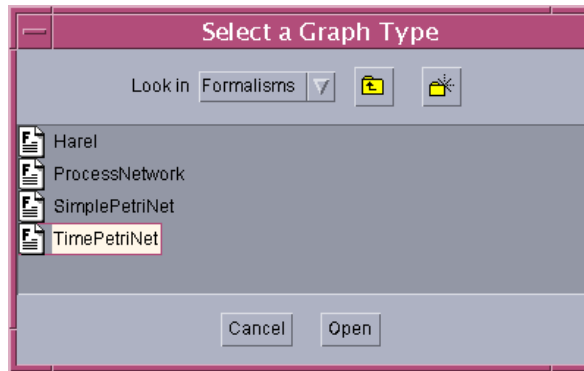 Select a Graph Type
Look in Formalisms
Harel
ProcessNetwork
SimplePetriNet
TimePetriNet
Cancel Open